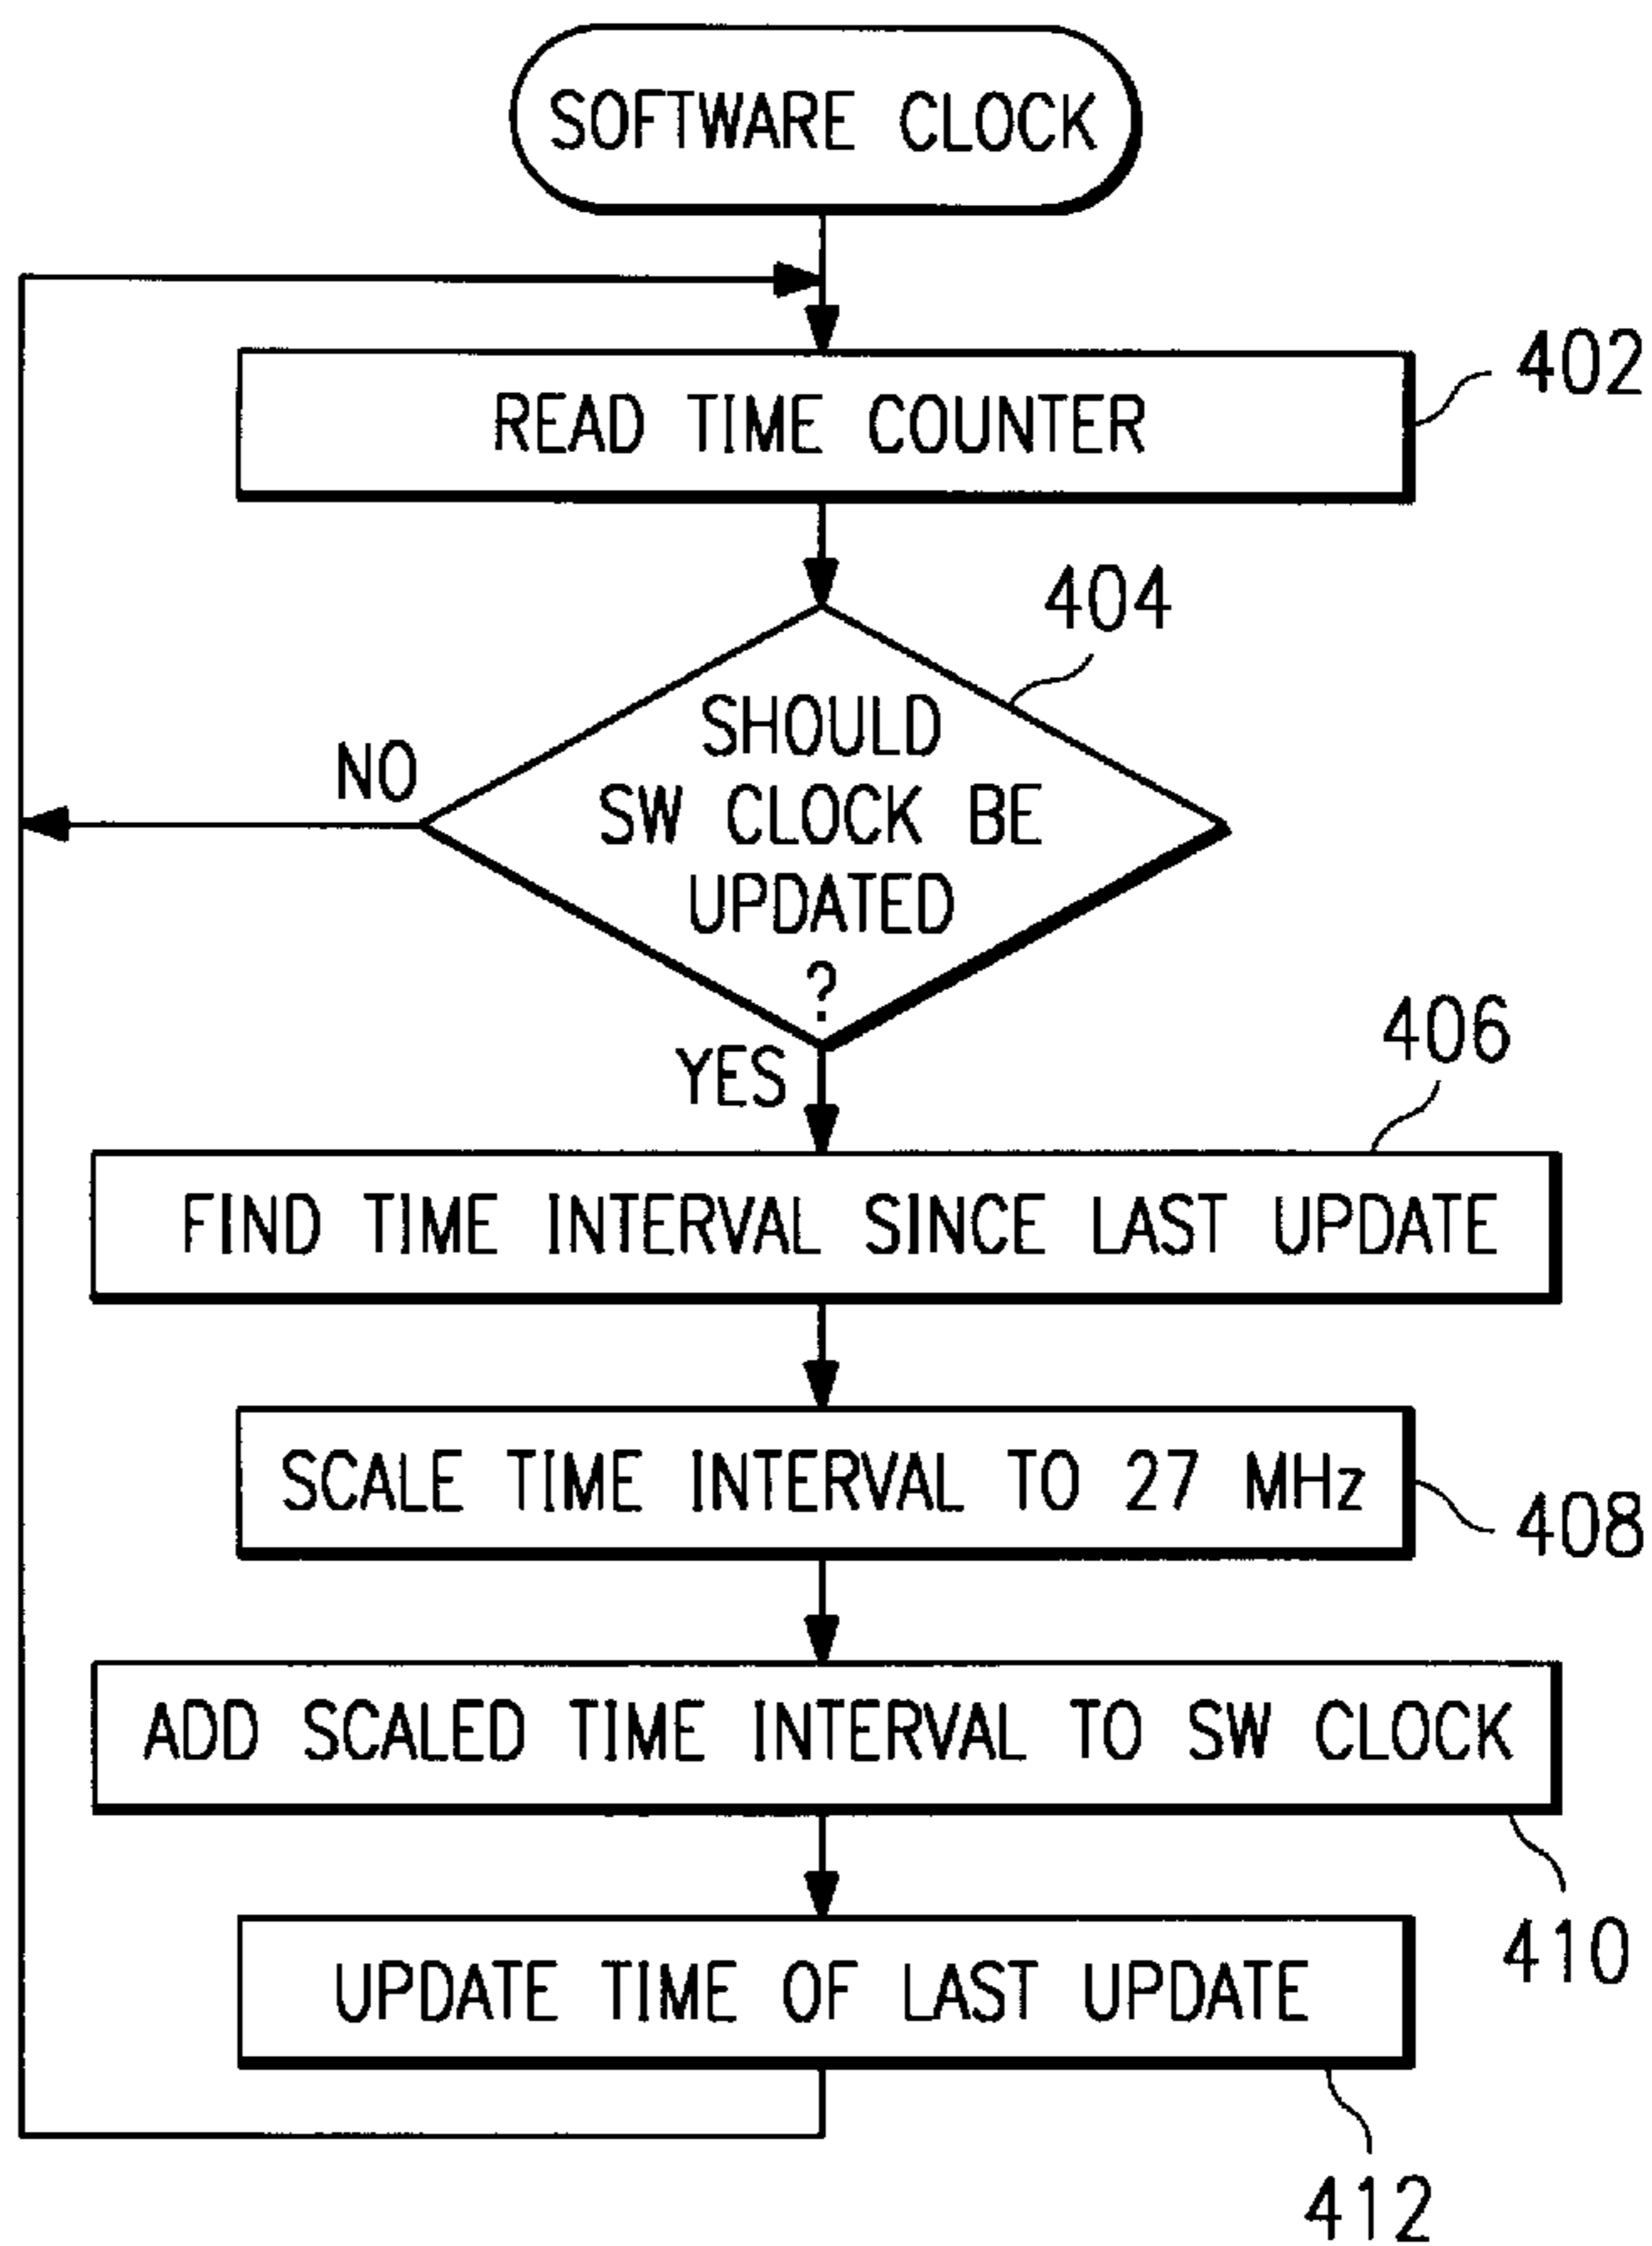 SOFTWARE CLOCK
READ TIME COUNTER
402
404
SHOULD
SW CLOCK BE
UPDATED
?
NO
YES
406
FIND TIME INTERVAL SINCE LAST UPDATE
SCALE TIME INTERVAL TO 27 MHz
408
ADD SCALED TIME INTERVAL TO SW CLOCK
410
UPDATE TIME OF LAST UPDATE
412